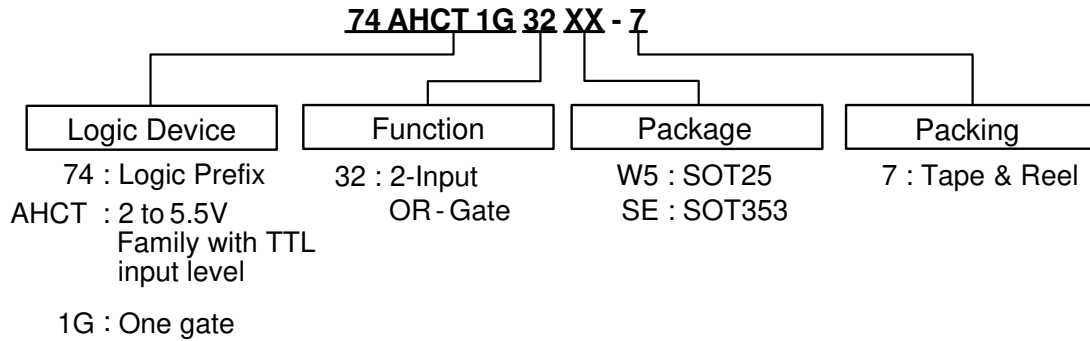 74 AHCT 1G 32 XX - 7
Logic Device
74 : Logic Prefix
AHCT : 2 to 5.5V
Family with TTL
input level
1G : One gate
Function
32 : 2-Input
OR - Gate
Package
W5 : SOT25
SE : SOT353
Packing
7 : Tape & Reel